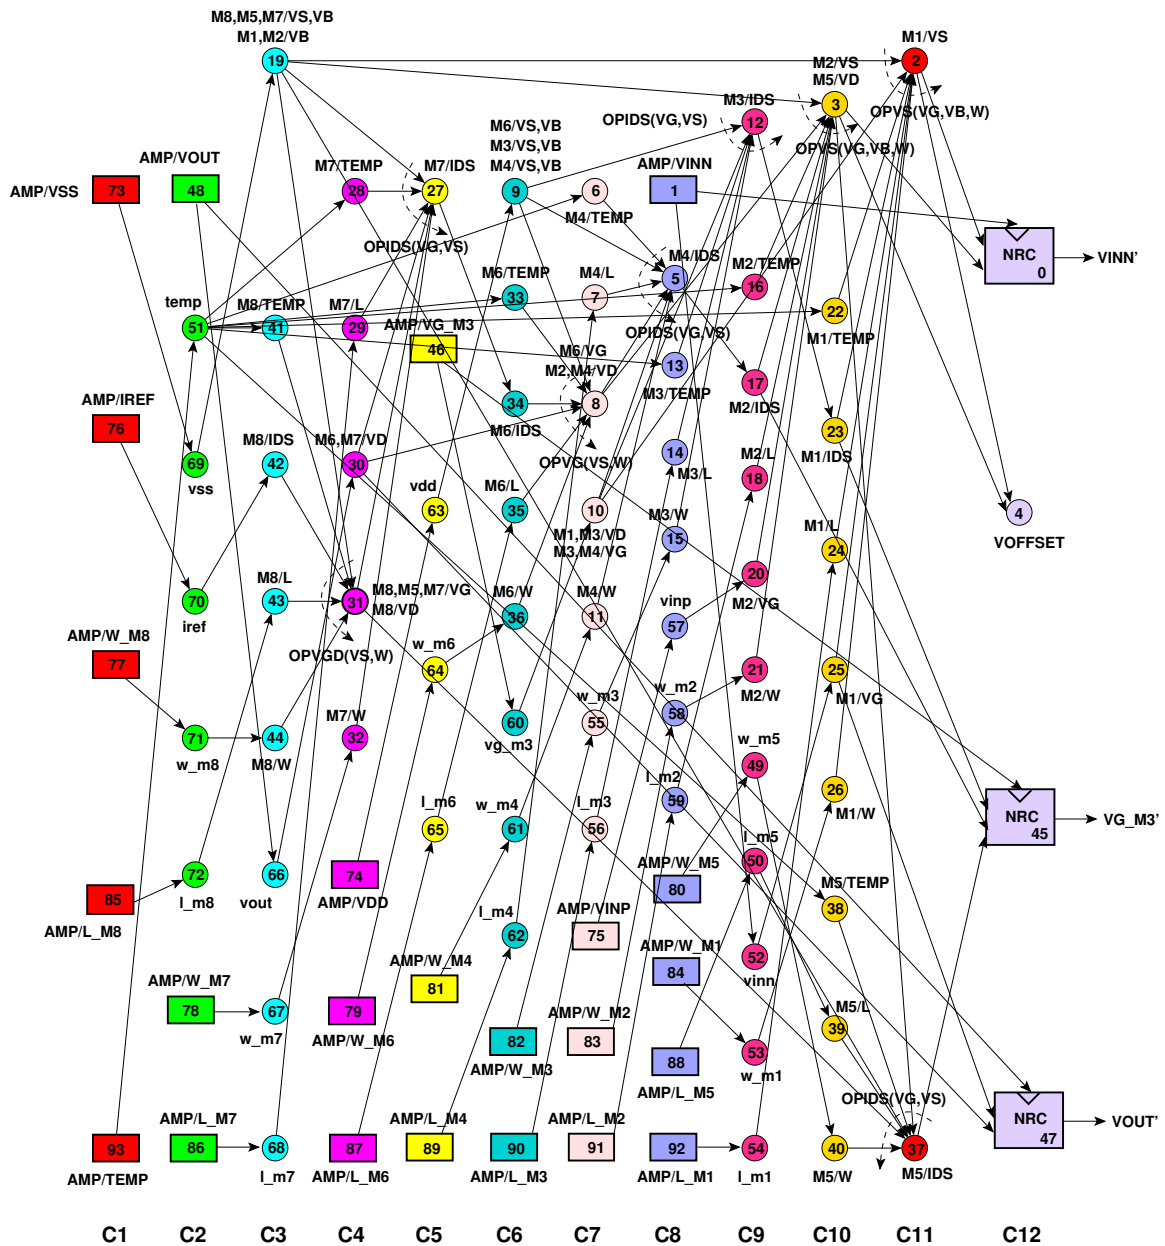 M8,M5,M7/VS,VB
M1,M2/VB
19
M1/VS
2
OPVS(VG,VB,W)
M2/VS
M5/VD
3
OPVS(VG,VB,W)
M3/IDS
12
OPIDS(VG,VS)
M6/VS,VB
M3/VS,VB
M4/VS,VB
9
AMP/VSS
73
AMP/VOUT
48
M7/TEMP
28
M7/IDS
27
OPIDS(VG,VS)
6
M4/TEMP
AMP/VINN
1
NRC
0
VINN'
M4/IDS
5
OPIDS(VG,VS)
M2/TEMP
16
M6/TEMP
33
M4/L
7
temp
51
M8/TEMP
41
M7/L
29
AMP/VG_M3
46
22
M1/TEMP
13
M3/TEMP
M6/VG
M2,M4/VD
8
OPVG(VS,W)
34
M6/IDS
17
M2/IDS
AMP/IREF
76
69
vss
M8/IDS
42
M6,M7/VD
30
23
M1/IDS
14
M3/L
M2/L
18
vdd
63
M6/L
35
10
M1,M3/VD
M3,M4/VG
M3/W
15
4
VOFFSET
M1/L
24
70
iref
M8/L
43
31
M8,M5,M7/VG
M8/VD
OPVGD(VS,W)
M6/W
36
M4/W
11
20
M2/VG
vinp
57
AMP/W_M8
77
w_m6
64
21
M2/W
25
M1/VG
71
w_m8
44
M8/W
M7/W
32
60
vg_m3
w_m3
55
w_m2
58
w_m5
49
l_m2
59
26
M1/W
NRC
45
VG_M3'
l_m6
65
w_m4
61
l_m3
56
l_m5
50
85
AMP/L_M8
72
l_m8
66
vout
74
AMP/VDD
AMP/W_M5
80
M5/TEMP
38
l_m4
62
AMP/VINP
75
AMP/W_M1
84
52
vinn
AMP/W_M4
81
AMP/W_M7
78
67
w_m7
79
AMP/W_M6
82
AMP/W_M3
AMP/W_M2
83
88
AMP/L_M5
53
w_m1
M5/L
39
OPIDS(VG,VS)
NRC
47
VOUT'
93
AMP/TEMP
AMP/L_M7
86
68
l_m7
87
AMP/L_M6
AMP/L_M4
89
90
AMP/L_M3
AMP/L_M2
91
92
AMP/L_M1
54
l_m1
40
M5/W
37
M5/IDS
C1 C2 C3 C4 C5 C6 C7 C8 C9 C10 C11 C12